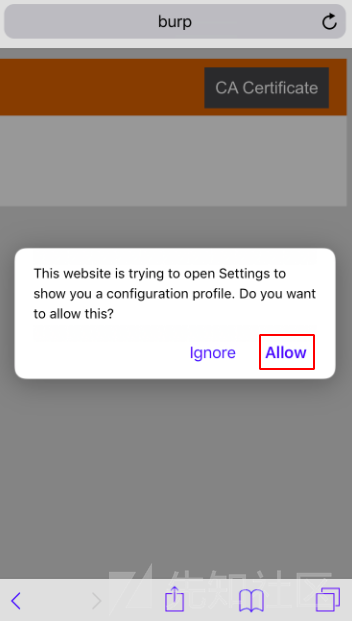 burp
CA Certificate
This website is trying to open Settings to
show you a configuration profile. Do you want
to allow this?
Ignore
Allow
先知社区